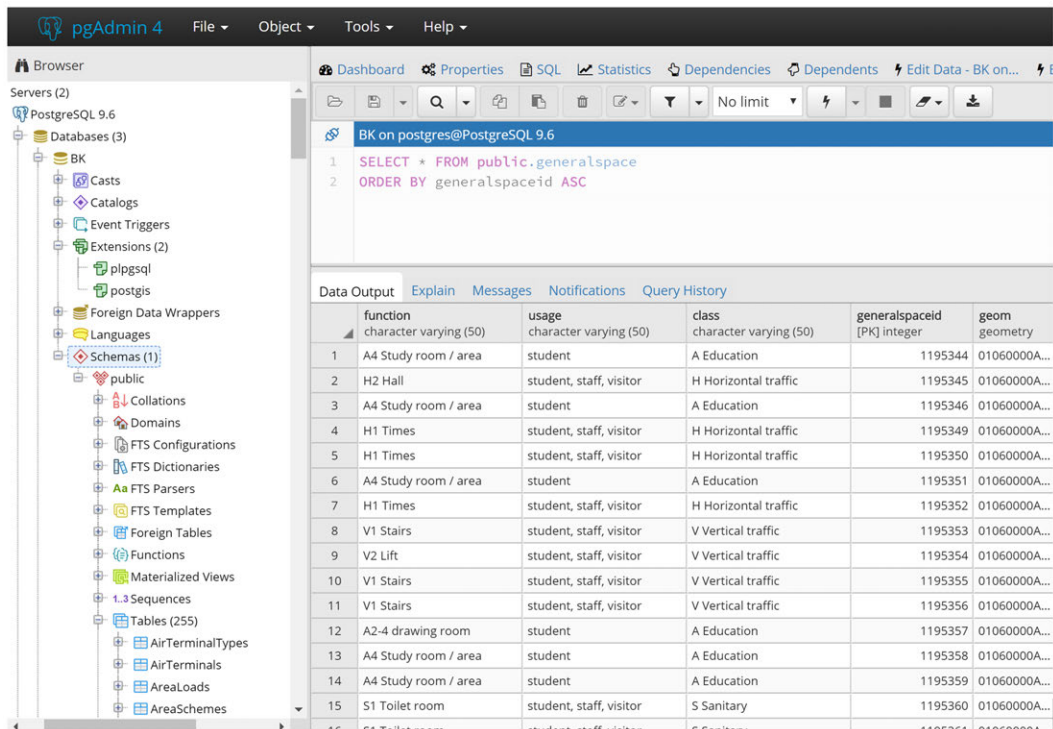 pgAdmin 4 File Object Tools Help
Browser
Dashboard Properties SQL Statistics Dependencies Dependents Edit Data - BK on...
Servers (2)
PostgreSQL 9.6
Databases (3)
BK
Casts
Catalogs
Event Triggers
Extensions (2)
plpgsql
postgis
Foreign Data Wrappers
Languages
Schemas (1)
public
Collations
Domains
FTS Configurations
FTS Dictionaries
Aa FTS Parsers
FTS Templates
Foreign Tables
Functions
Materialized Views
1..3 Sequences
Tables (255)
AirTerminalTypes
AirTerminals
AreaLoads
AreaSchemes
No limit
BK on postgres@PostgreSQL 9.6
1 SELECT * FROM public.generalspace
2 ORDER BY generalspaceid ASC
Data Output Explain Messages Notifications Query History
function usage class generalspaceid geom
character varying (50) character varying (50) character varying (50) [PK] integer geometry
1 A4 Study room / area student A Education 1195344 01060000A...
2 H2 Hall student, staff, visitor H Horizontal traffic 1195345 01060000A...
3 A4 Study room / area student A Education 1195346 01060000A...
4 H1 Times student, staff, visitor H Horizontal traffic 1195349 01060000A...
5 H1 Times student, staff, visitor H Horizontal traffic 1195350 01060000A...
6 A4 Study room / area student A Education 1195351 01060000A...
7 H1 Times student, staff, visitor H Horizontal traffic 1195352 01060000A...
8 V1 Stairs student, staff, visitor V Vertical traffic 1195353 01060000A...
9 V2 Lift student, staff, visitor V Vertical traffic 1195354 01060000A...
10 V1 Stairs student, staff, visitor V Vertical traffic 1195355 01060000A...
11 V1 Stairs student, staff, visitor V Vertical traffic 1195356 01060000A...
12 A2-4 drawing room student A Education 1195357 01060000A...
13 A4 Study room / area student A Education 1195358 01060000A...
14 A4 Study room / area student A Education 1195359 01060000A...
15 S1 Toilet room student, staff, visitor S Sanitary 1195360 01060000A...